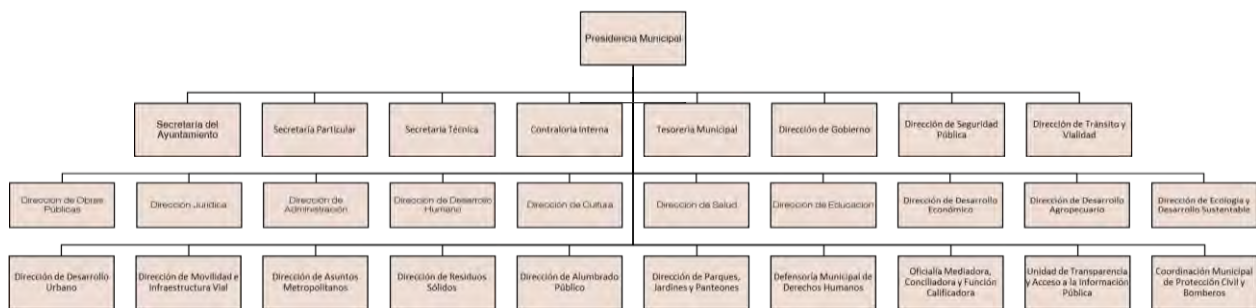 Presidencia Municipal
Secretaría del
Ayuntamiento
Secretaría Particular
Secretaría Técnica
Contraloría Interna
Tesorería Municipal
Dirección de Gobierno
Dirección de Seguridad
Pública
Dirección de Tránsito y
Vialidad
Dirección de Obras
Públicas
Dirección Jurídica
Dirección de
Administración
Dirección de Desarrollo
Humano
Dirección de Cultura
Dirección de Salud
Dirección de Educación
Dirección de Desarrollo
Económico
Dirección de Desarrollo
Agropecuario
Dirección de Ecología y
Desarrollo Sustentable
Dirección de Desarrollo
Urbano
Dirección de Movilidad e
Infraestructura Vial
Dirección de Asuntos
Metropolitanos
Dirección de Residuos
Sólidos
Dirección de Alumbrado
Público
Dirección de Parques,
Jardines y Panteones
Defensoría Municipal de
Derechos Humanos
Oficialía Mediadora,
Conciliadora y Función
Calificadora
Unidad de Transparencia
y Acceso a la Información
Pública
Coordinación Municipal
de Protección Civil y
Bomberos